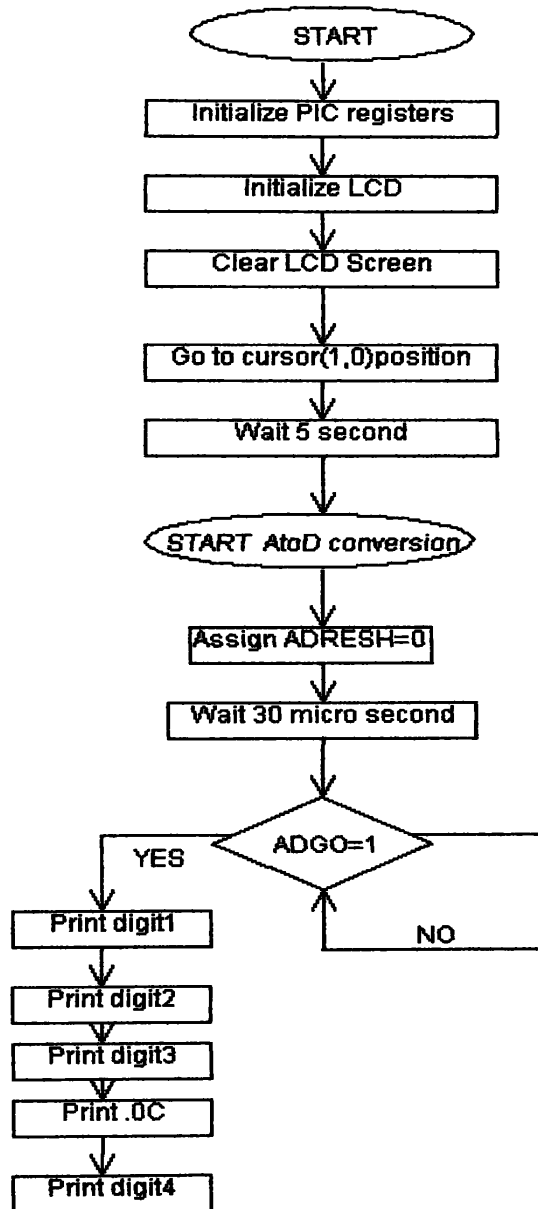 START
Initialize PIC registers
Initialize LCD
Clear LCD Screen
Go to cursor(1,0)position
Wait 5 second
START AtoD conversion
Assign ADRESH=0
Wait 30 micro second
ADGO=1
YES
NO
Print digit1
Print digit2
Print digit3
Print .0C
Print digit4